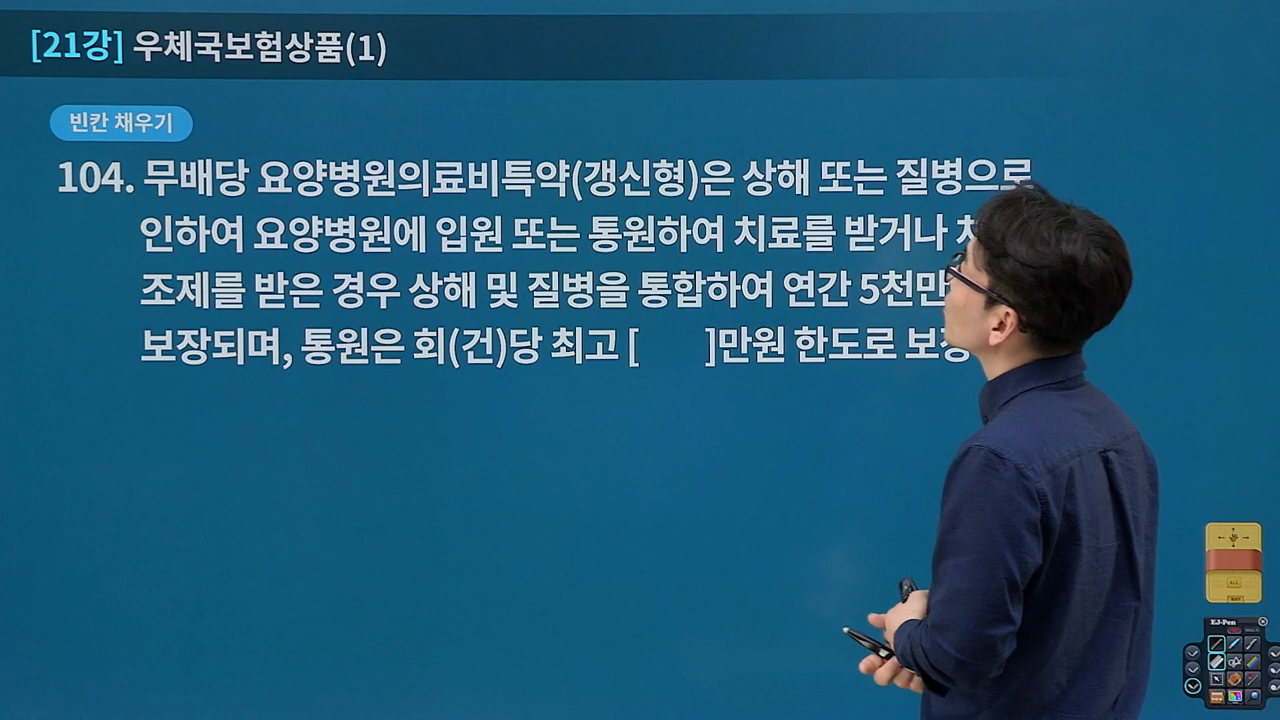 [21강] 우체국보험상품(1)
빈칸 채우기
104. 무배당 요양병원의료비특약(갱신형)은 상해 또는 질병으로
인하여 요양병원에 입원 또는 통원하여 치료를 받거나
조제를 받은 경우 상해 및 질병을 통합하여 연간 5천만
보장되며, 통원은 회(건)당 최고 [ ]만원 한도로
EJ-Pen